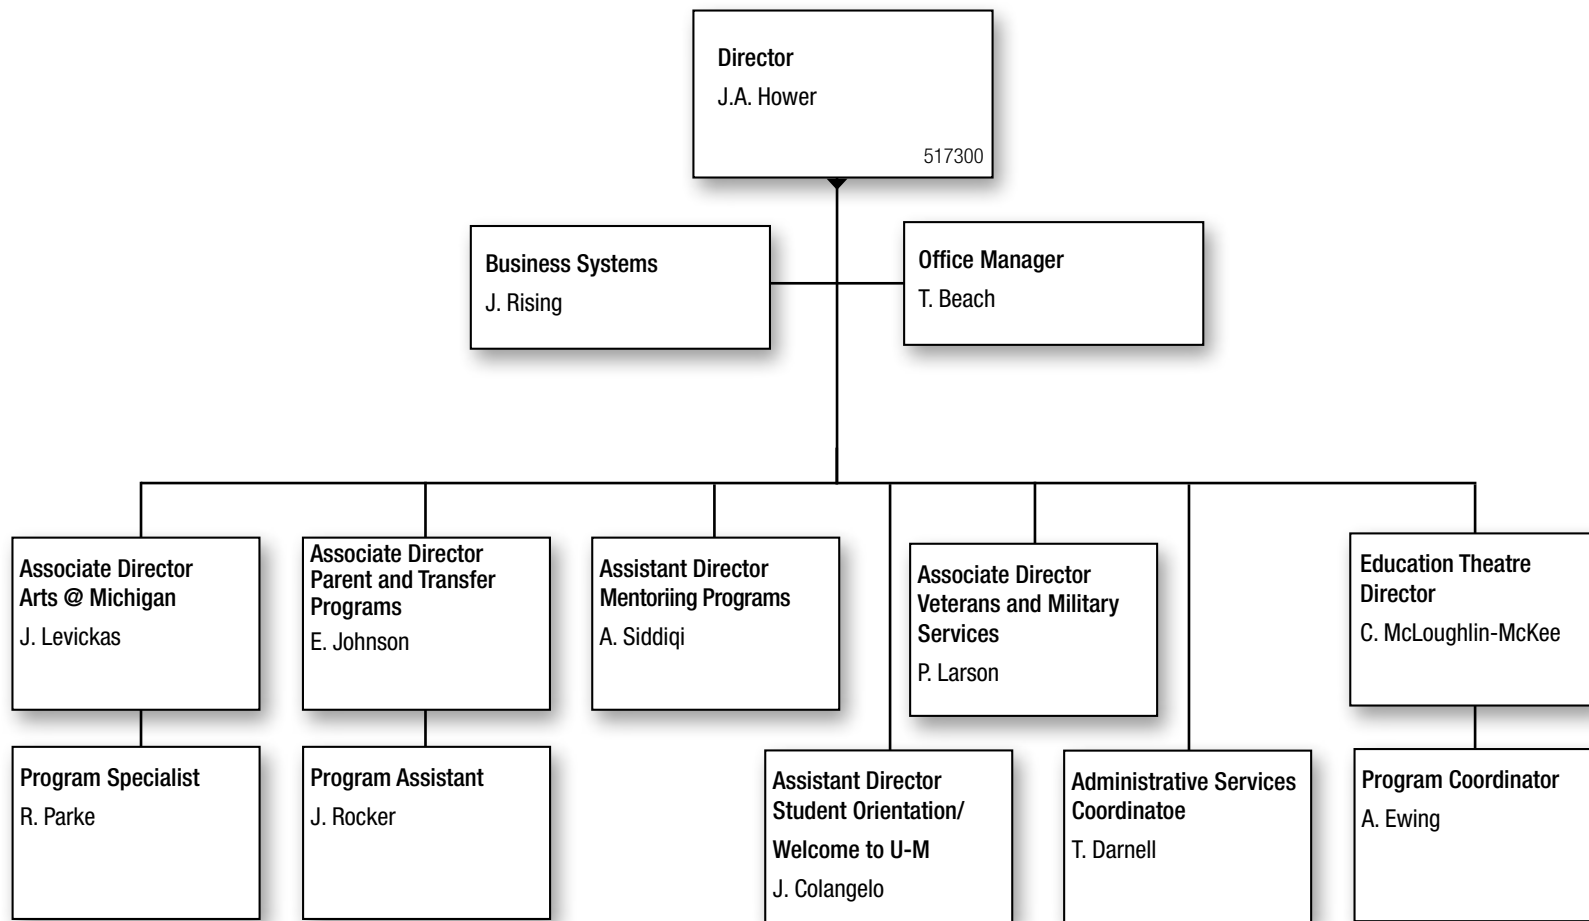 Director
J.A. Hower
517300
Business Systems
J. Rising
Office Manager
T. Beach
Associate Director
Arts @ Michigan
J. Levickas
Associate Director
Parent and Transfer
Programs
E. Johnson
Assistant Director
Mentoriing Programs
A. Siddiqi
Associate Director
Veterans and Military
Services
P. Larson
Education Theatre
Director
C. McLoughlin-McKee
Program Specialist
R. Parke
Program Assistant
J. Rocker
Assistant Director
Student Orientation/
Welcome to U-M
J. Colangelo
Administrative Services
Coordinatoe
T. Darnell
Program Coordinator
A. Ewing